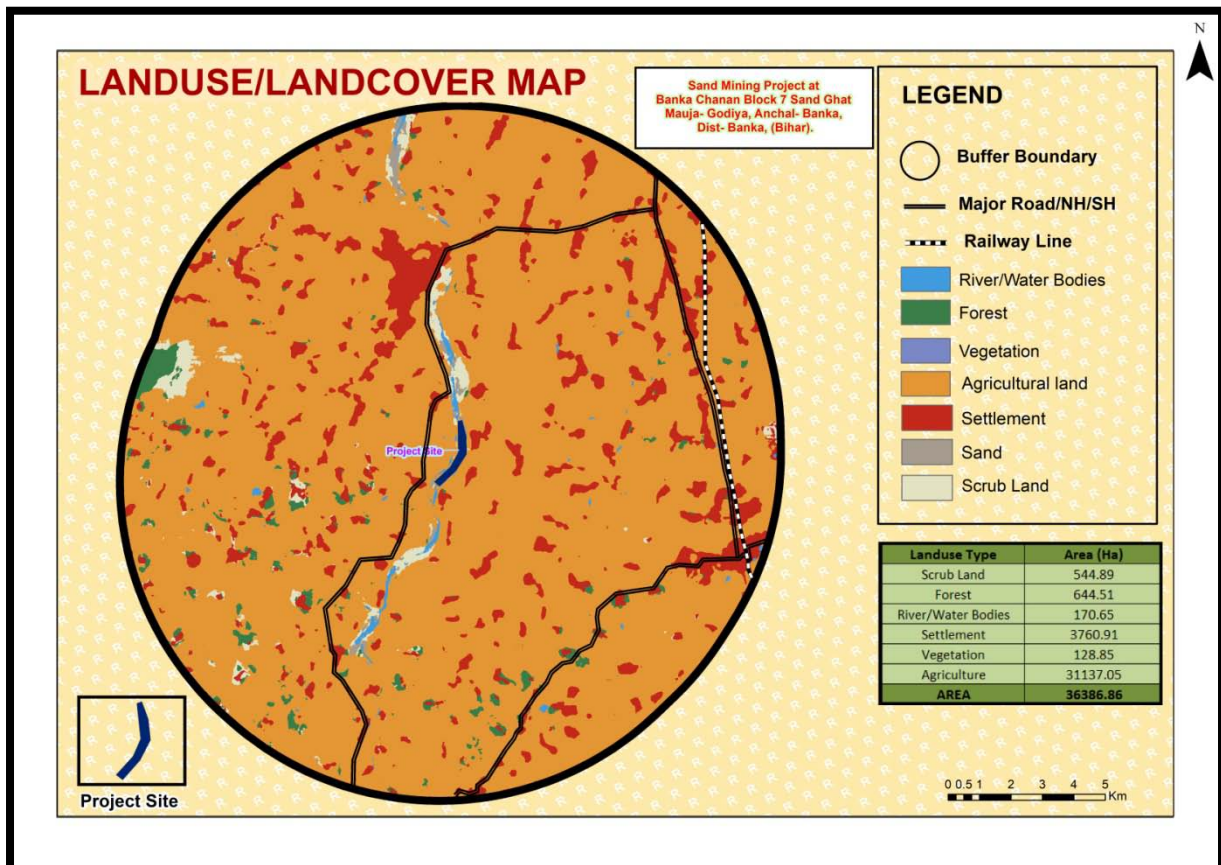 N
LANDUSE/LANDCOVER MAP
Sand Mining Project at
Banka Chanan Block 7 Sand Ghat
Mauja- Godiya, Anchal- Banka,
Dist- Banka, (Bihar).
LEGEND
Buffer Boundary
Major Road/NH/SH
Railway Line
River/Water Bodies
Forest
Vegetation
Agricultural land
Settlement
Sand
Scrub Land
Project Site
Landuse Type Area (Ha)
Scrub Land 544.89
Forest 644.51
River/Water Bodies 170.65
Settlement 3760.91
Vegetation 128.85
Agriculture 31137.05
AREA 36386.86
Project Site
0 0.5 1 2 3 4 5
Km